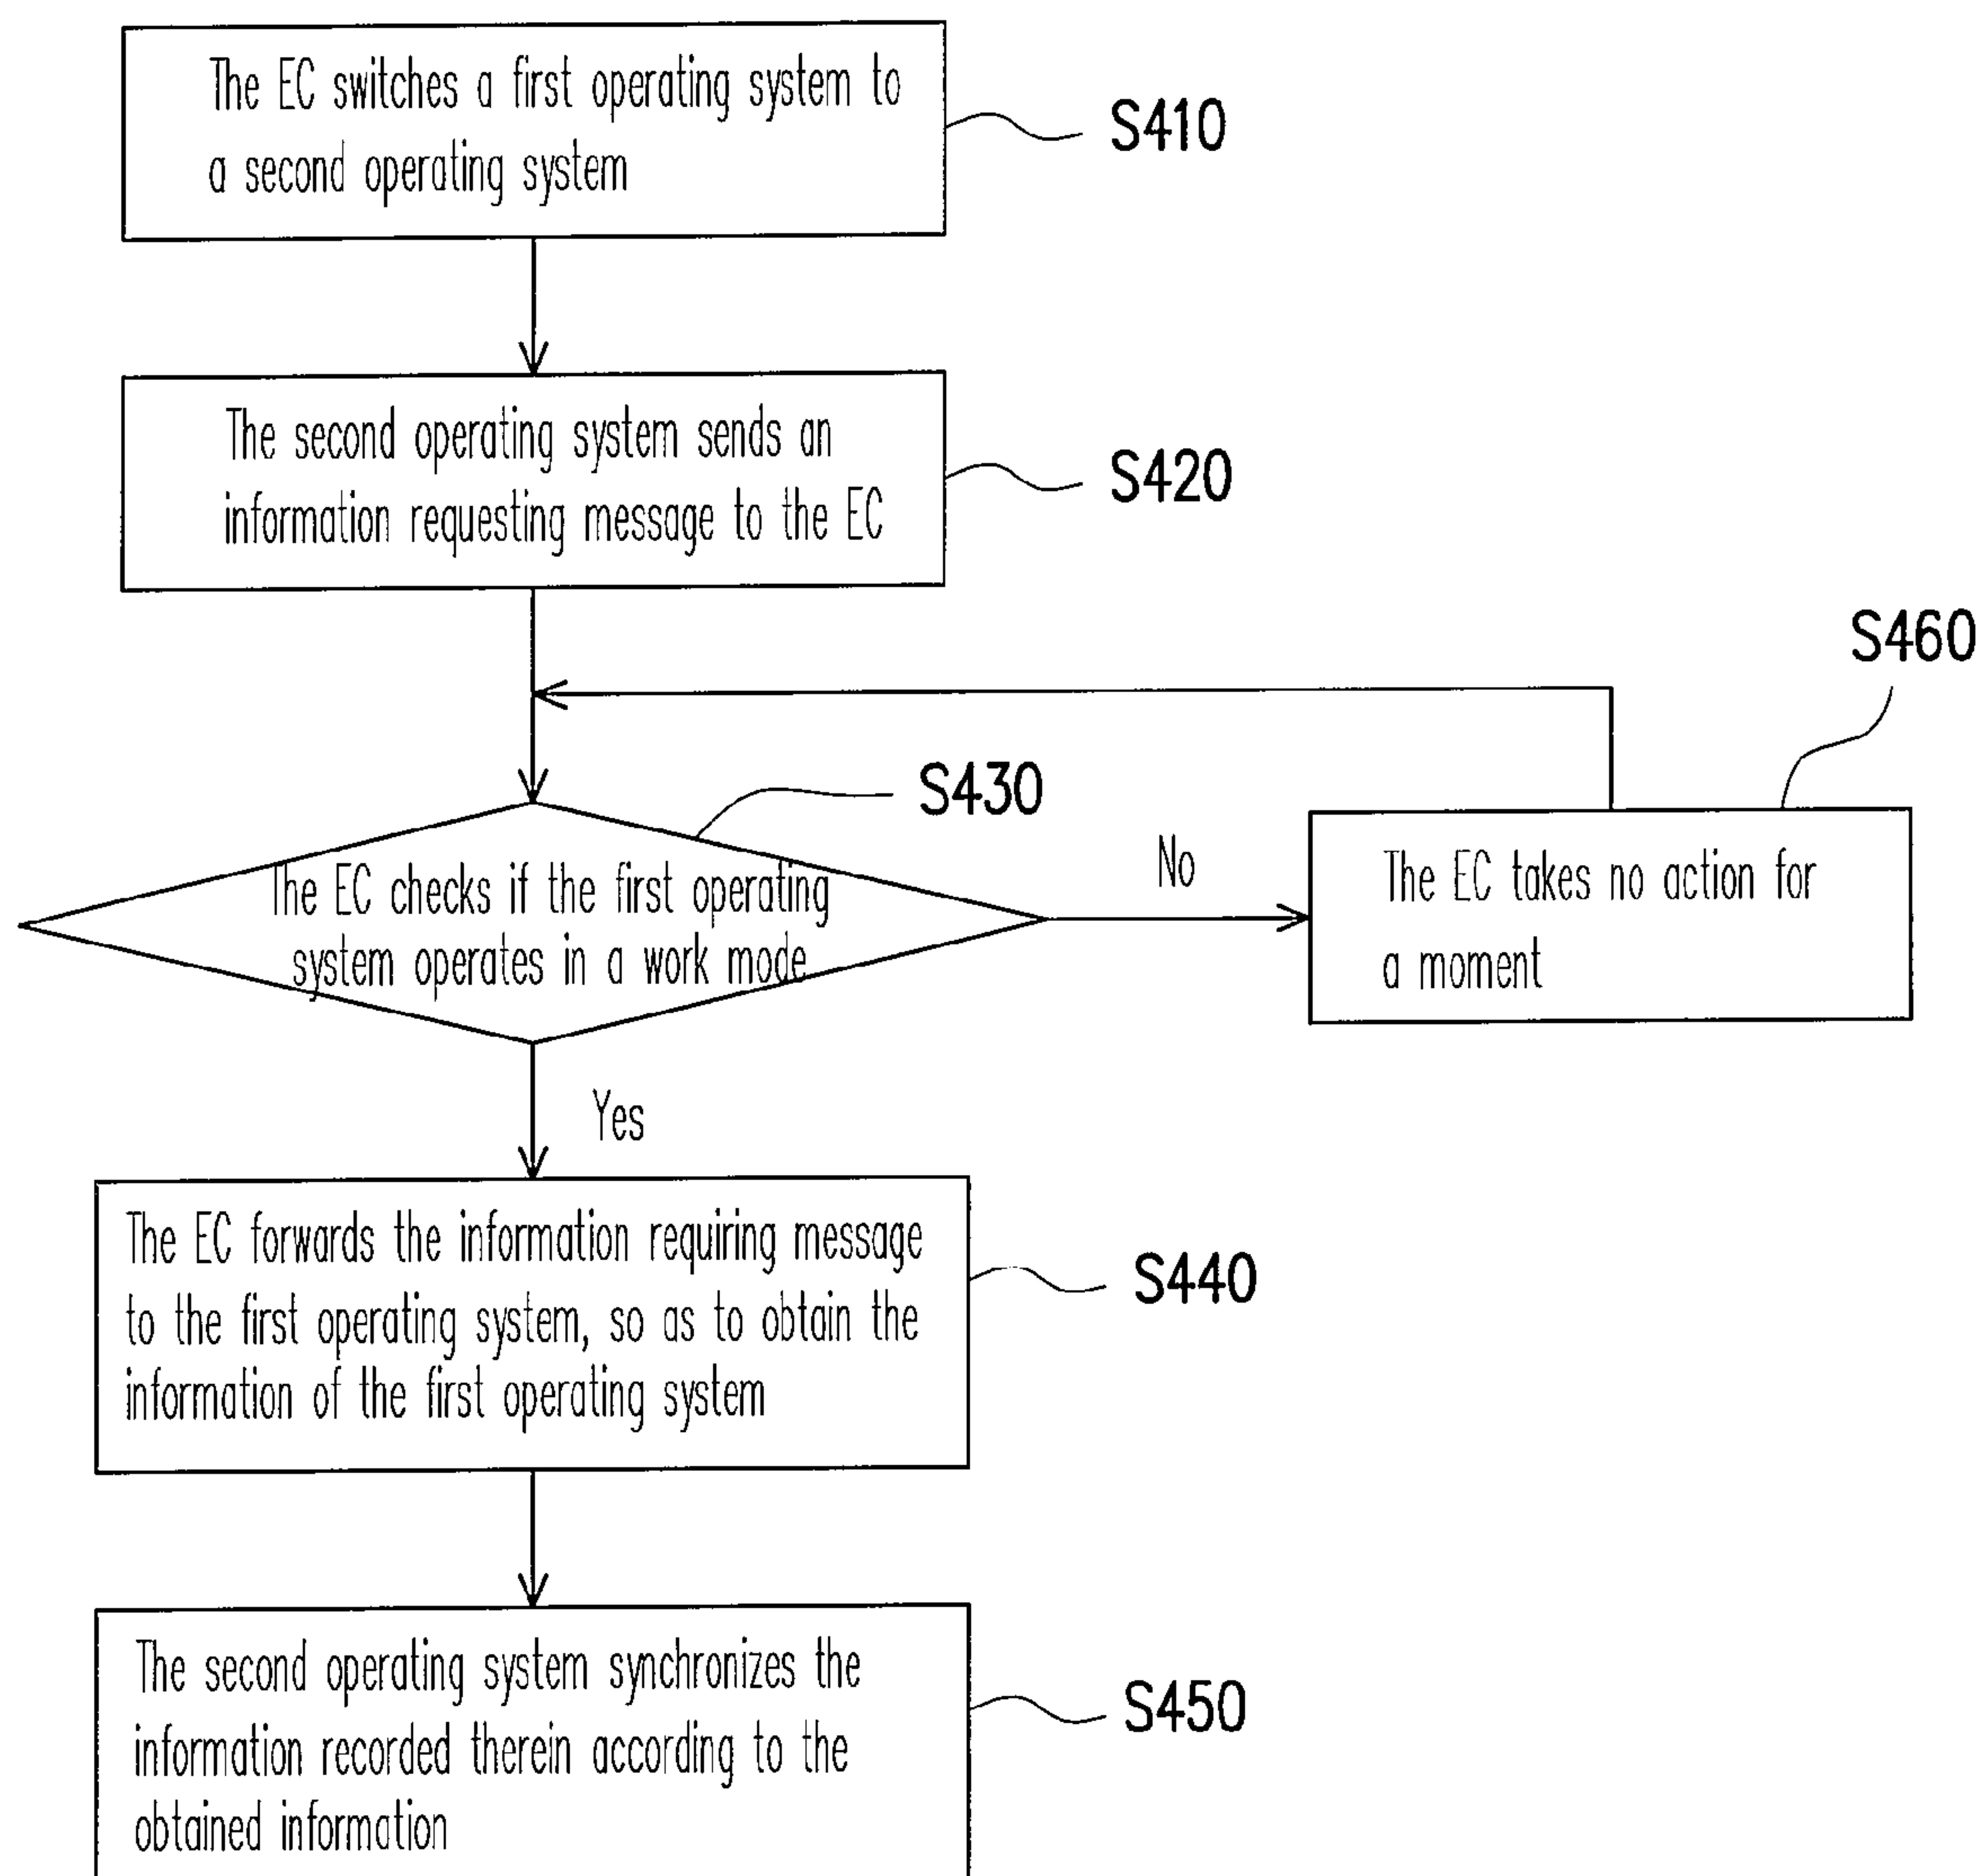 The EC switches a first operating system to
a second operating system
S410
The second operating system sends an
information requesting message to the EC
S420
S460
S430
The EC checks if the first operating
system operates in a work mode
No
The EC takes no action for
a moment
Yes
The EC forwards the information requiring message
to the first operating system, so as to obtain the
information of the first operating system
S440
The second operating system synchronizes the
information recorded therein according to the
obtained information
S450